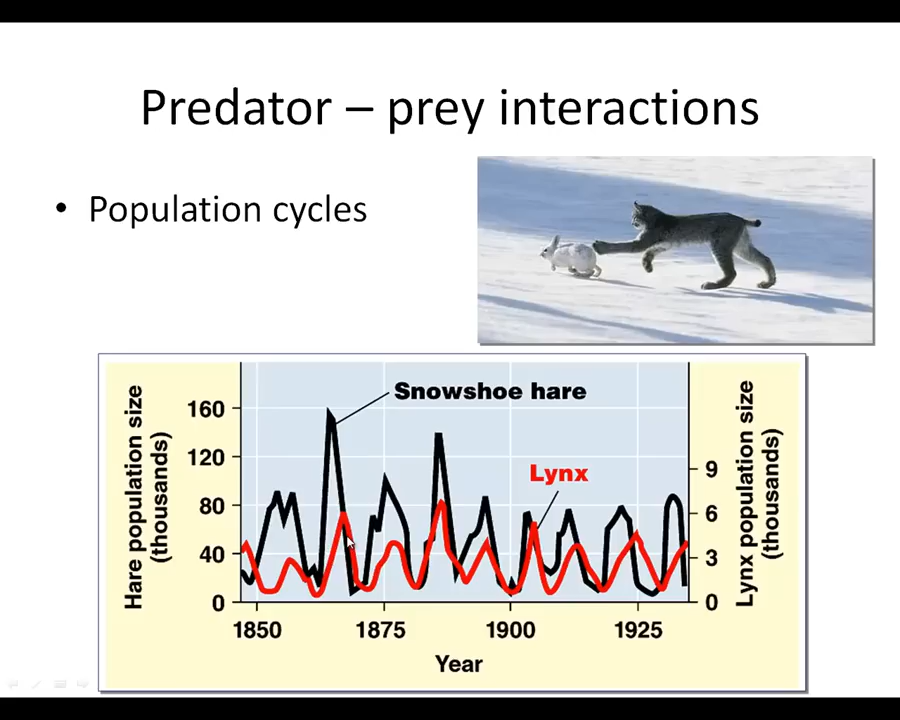 Predator – prey interactions
• Population cycles
Hare population size
(thousands)
160
120
80
40
0
Snowshoe hare
Lynx
9
6
3
0
Lynx population size
(thousands)
1850 1875 1900 1925
Year